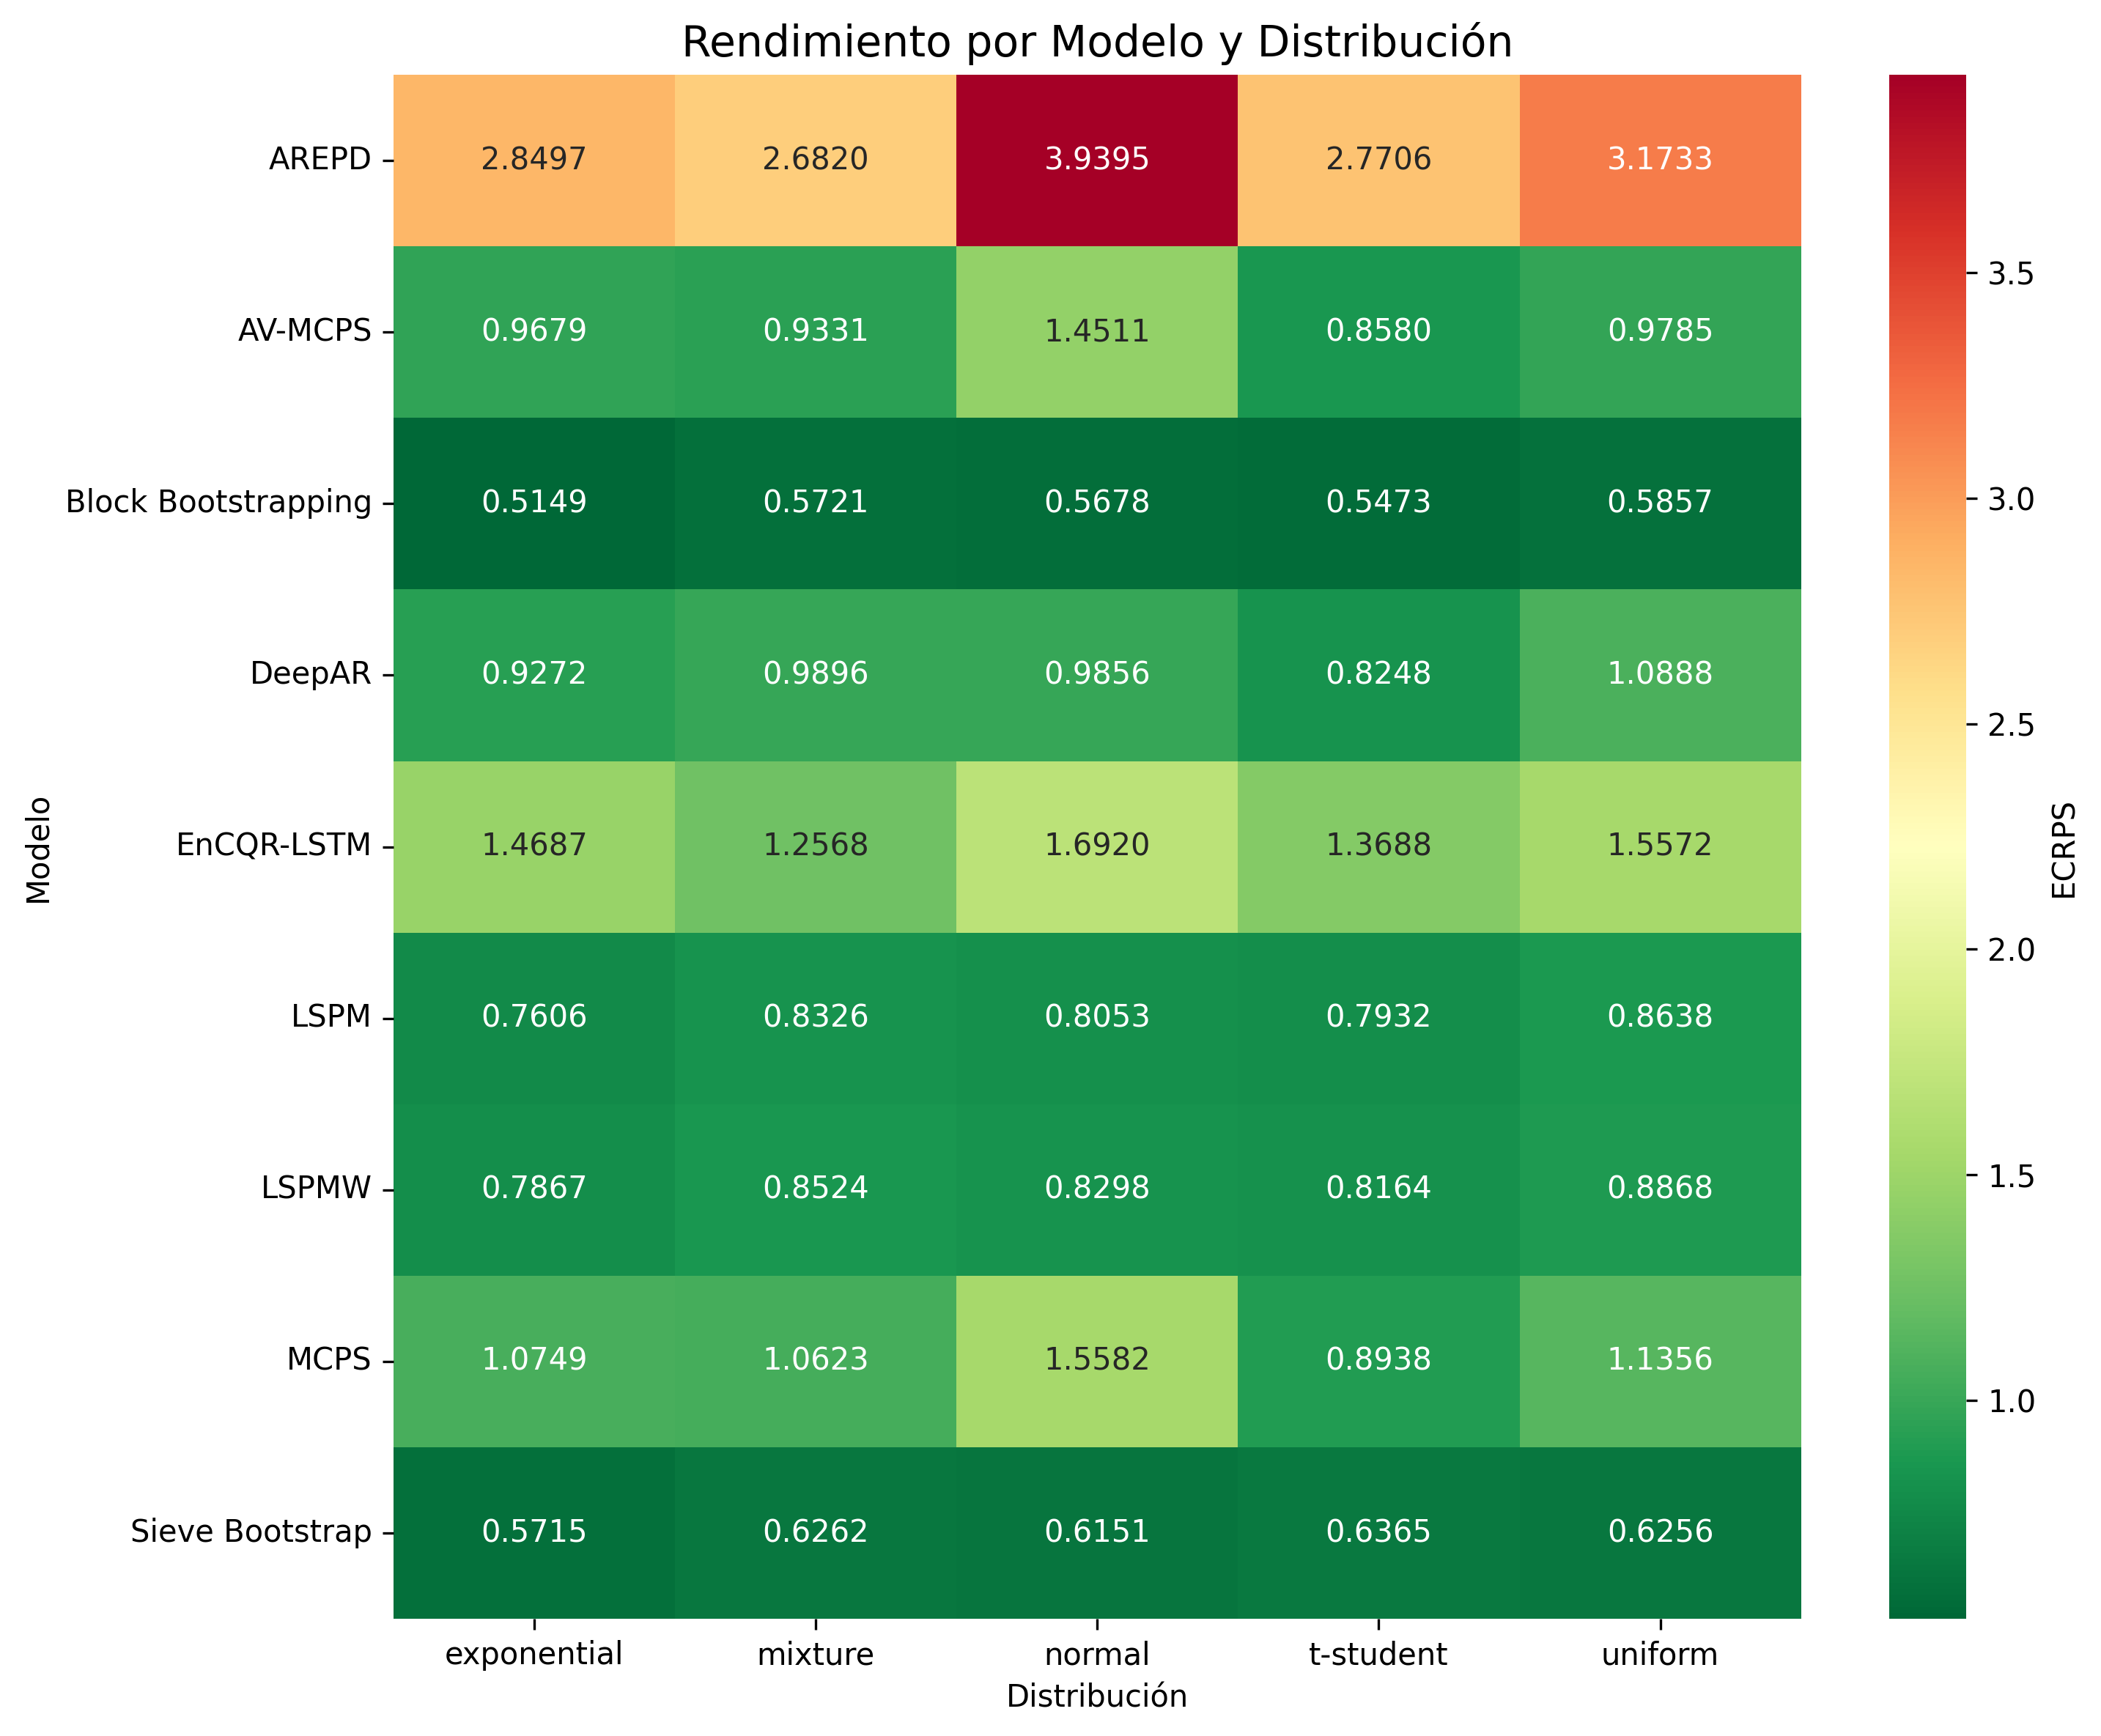 Rendimiento por Modelo y Distribución
AREPD 2.8497 2.6820 3.9395 2.7706 3.1733
AV-MCPS 0.9679 0.9331 1.4511 0.8580 0.9785
Block Bootstrapping 0.5149 0.5721 0.5678 0.5473 0.5857
DeepAR 0.9272 0.9896 0.9856 0.8248 1.0888
EnCQR-LSTM 1.4687 1.2568 1.6920 1.3688 1.5572
LSPM 0.7606 0.8326 0.8053 0.7932 0.8638
LSPMW 0.7867 0.8524 0.8298 0.8164 0.8868
MCPS 1.0749 1.0623 1.5582 0.8938 1.1356
Sieve Bootstrap 0.5715 0.6262 0.6151 0.6365 0.6256
exponential mixture normal t-student uniform
Distribución
Modelo
3.5
3.0
2.5
2.0
1.5
1.0
ECRPS